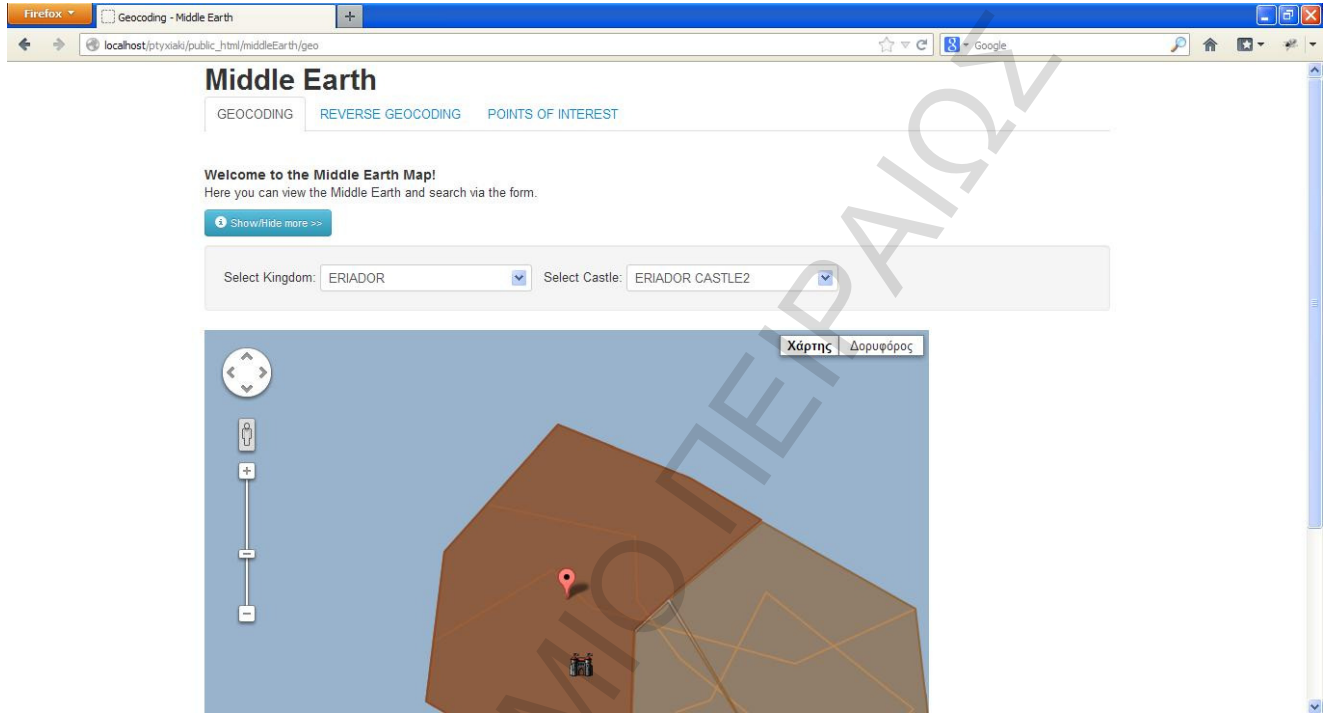 Firefox
Geocoding - Middle Earth
localhost/ptyxiaki/public_html/middleEarth/geo
Google
Middle Earth
GEOCODING REVERSE GEOCODING POINTS OF INTEREST
Welcome to the Middle Earth Map!
Here you can view the Middle Earth and search via the form.
Show/Hide more >>
Select Kingdom: ERIADOR Select Castle: ERIADOR CASTLE2
Χάρτης Δορυφόρος
ΜΙΟ ΠΕΙΡΑΙΩΣ